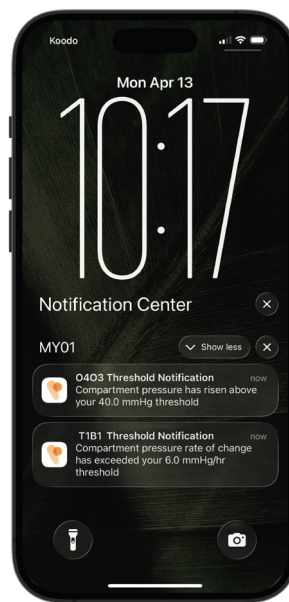 Koodo
Mon Apr 13
10:17
Notification Center
MY01
Show less
O4O3 Threshold Notification now
Compartment pressure has risen above
your 40.0 mmHg threshold
T1B1 Threshold Notification now
Compartment pressure rate of change
has exceeded your 6.0 mmHg/hr
threshold